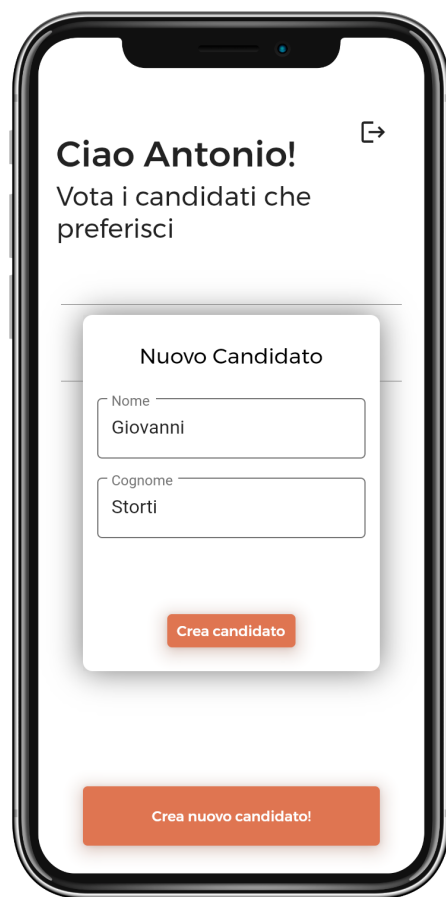 Ciao Antonio!
Vota i candidati che
preferisci
Nuovo Candidato
Nome
Giovanni
Cognome
Storti
Crea candidato
Crea nuovo candidato!